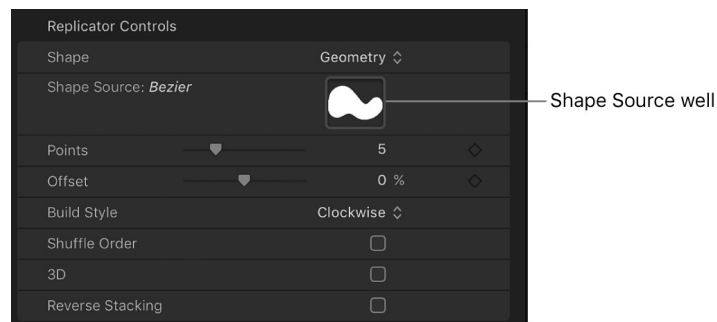 Replicator Controls
Shape Geometry
Shape Source: Bezier
Shape Source well
Points 5
Offset 0 %
Build Style Clockwise
Shuffle Order
3D
Reverse Stacking